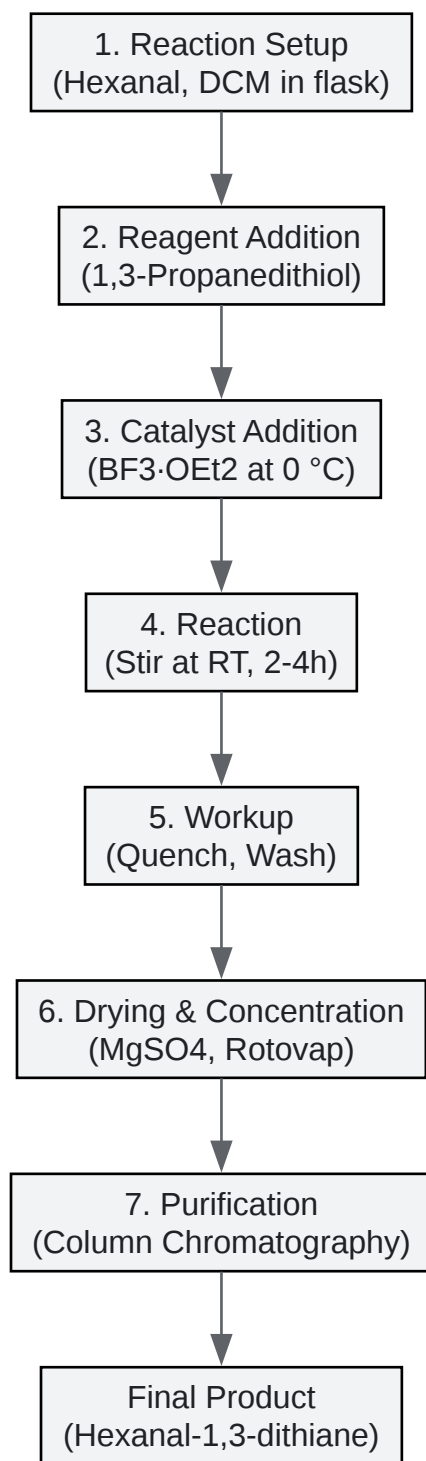 1. Reaction Setup
(Hexanal, DCM in flask)
2. Reagent Addition
(1,3-Propanedithiol)
3. Catalyst Addition
(BF3·OEt2 at 0 °C)
4. Reaction
(Stir at RT, 2-4h)
5. Workup
(Quench, Wash)
6. Drying & Concentration
(MgSO4, Rotovap)
7. Purification
(Column Chromatography)
Final Product
(Hexanal-1,3-dithiane)